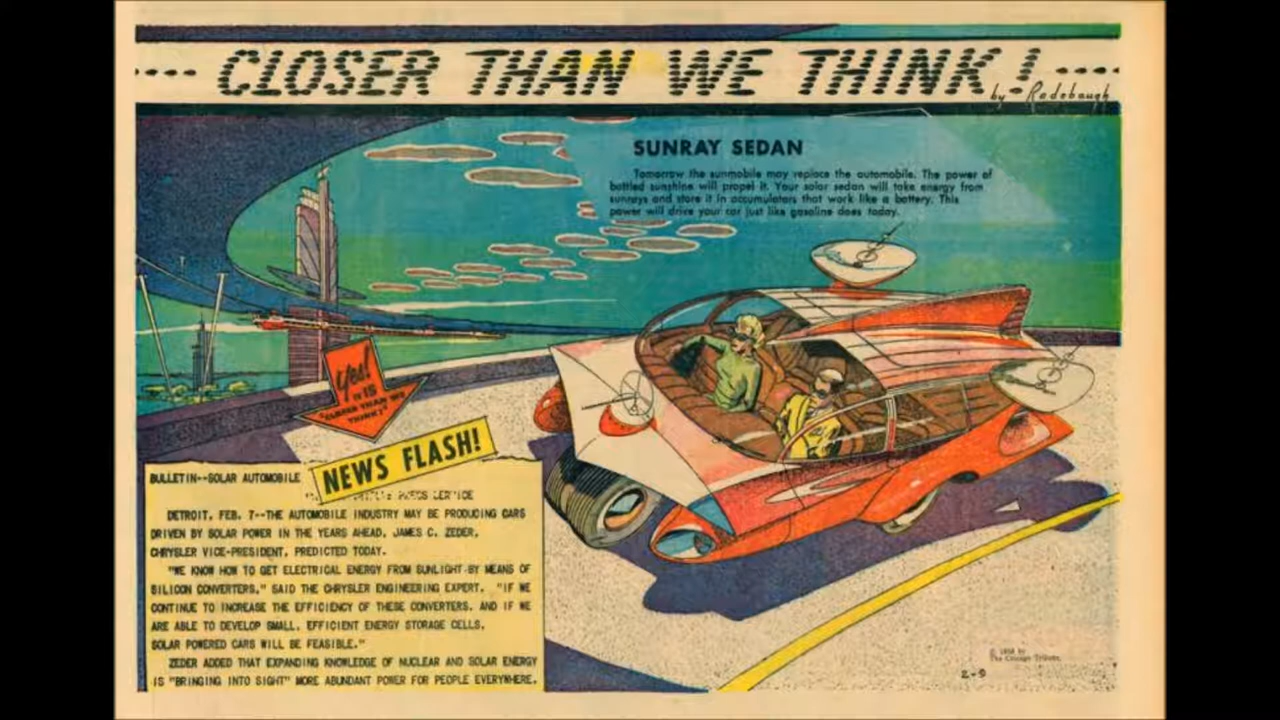 CLOSER THAN WE THINK!
by Radebaugh
SUNRAY SEDAN
Tomorrow the sunmobile may replace the automobile. The power of
bottled sunshine will propel it. Your solar sedan will take energy from
sunrays and store it in accumulators that work like a battery. This
power will drive your car just like gasoline does today.
Yes!
IT IS
"CLOSER THAN WE
THINK!"
NEWS FLASH!
BULLETIN--SOLAR AUTOMOBILE
SERVICE
DETROIT, FEB. 7--THE AUTOMOBILE INDUSTRY MAY BE PRODUCING CARS
DRIVEN BY SOLAR POWER IN THE YEARS AHEAD, JAMES C. ZEDER,
CHRYSLER VICE-PRESIDENT, PREDICTED TODAY.
"WE KNOW HOW TO GET ELECTRICAL ENERGY FROM SUNLIGHT BY MEANS OF
SILICON CONVERTERS," SAID THE CHRYSLER ENGINEERING EXPERT. "IF WE
CONTINUE TO INCREASE THE EFFICIENCY OF THESE CONVERTERS, AND IF WE
ARE ABLE TO DEVELOP SMALL, EFFICIENT ENERGY STORAGE CELLS,
SOLAR POWERED CARS WILL BE FEASIBLE."
ZEDER ADDED THAT EXPANDING KNOWLEDGE OF NUCLEAR AND SOLAR ENERGY
IS "BRINGING INTO SIGHT" MORE ABUNDANT POWER FOR PEOPLE EVERYWHERE.
© 1958 by
The Chicago Tribune.
2-9